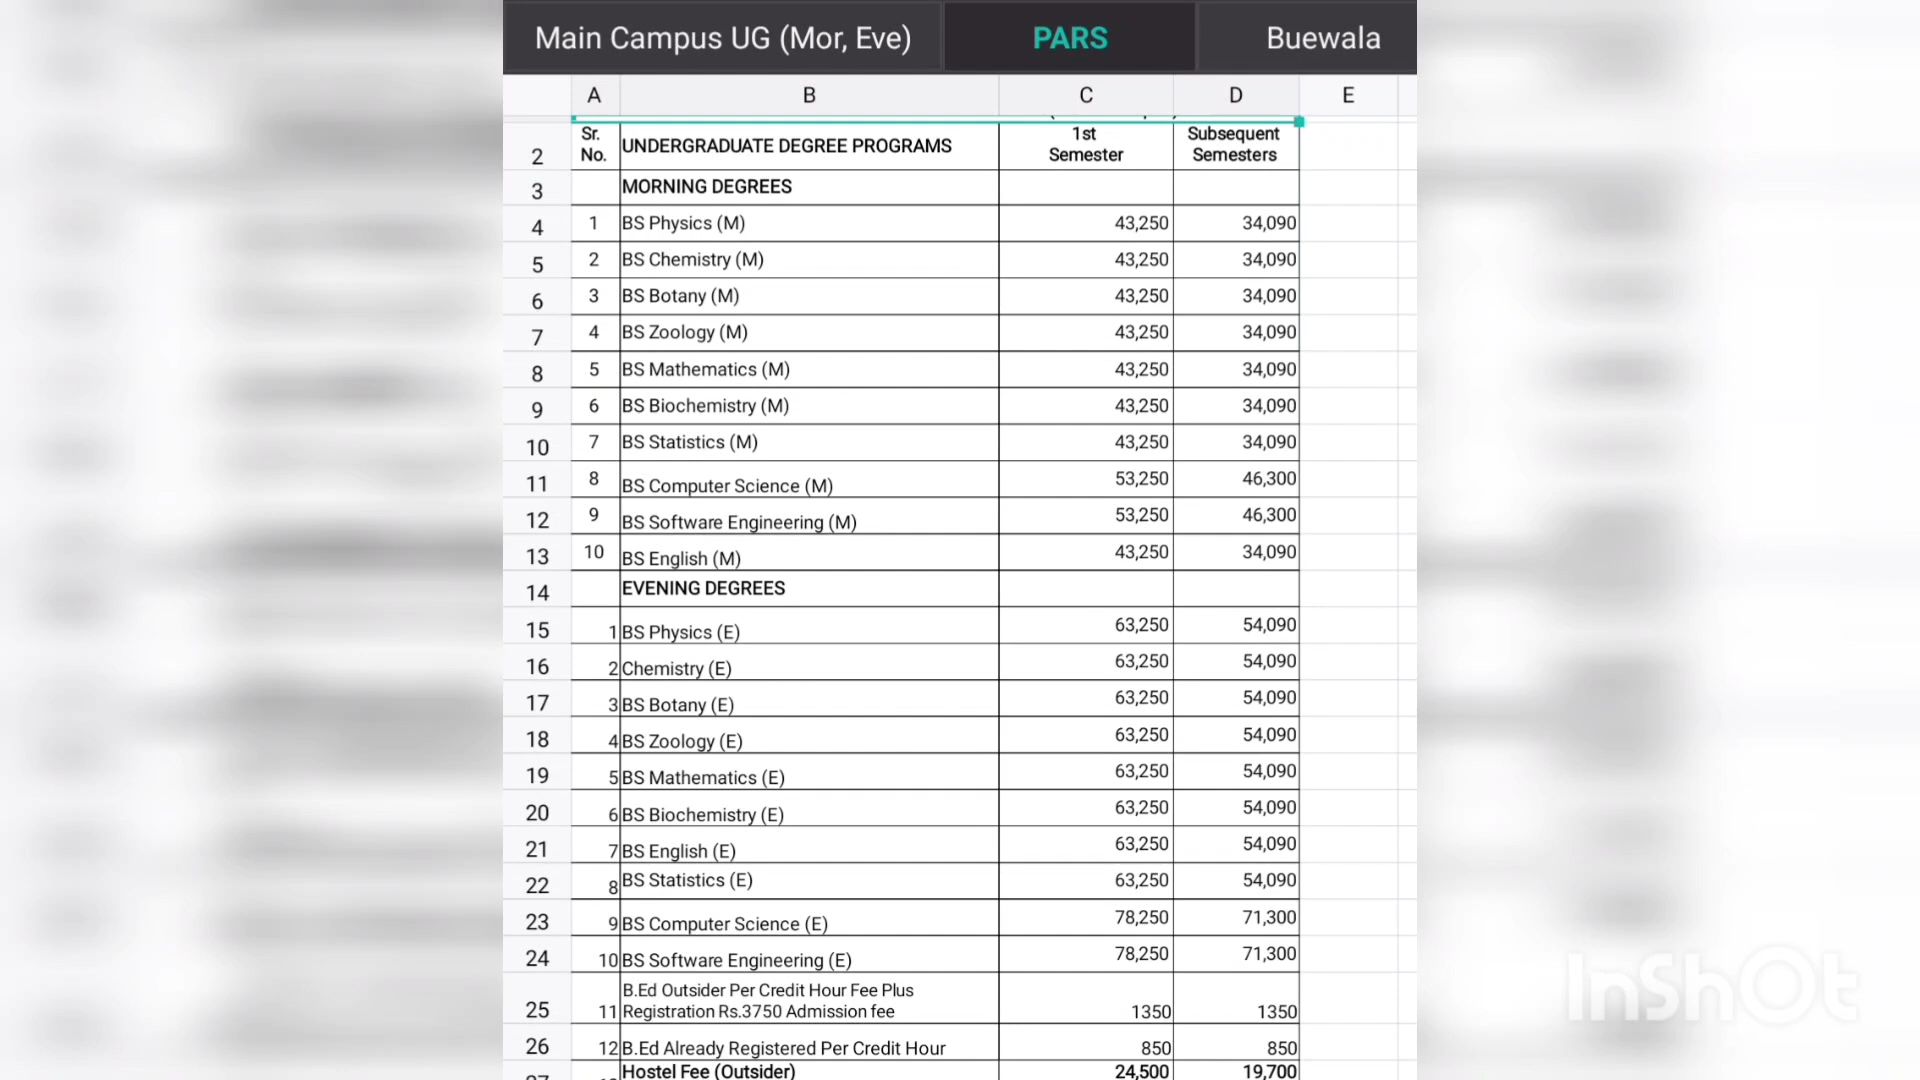 Main Campus UG (Mor, Eve) PARS Buewala
A B C D E
2 Sr. No. UNDERGRADUATE DEGREE PROGRAMS 1st Semester Subsequent Semesters
3 MORNING DEGREES
4 1 BS Physics (M) 43,250 34,090
5 2 BS Chemistry (M) 43,250 34,090
6 3 BS Botany (M) 43,250 34,090
7 4 BS Zoology (M) 43,250 34,090
8 5 BS Mathematics (M) 43,250 34,090
9 6 BS Biochemistry (M) 43,250 34,090
10 7 BS Statistics (M) 43,250 34,090
11 8 BS Computer Science (M) 53,250 46,300
12 9 BS Software Engineering (M) 53,250 46,300
13 10 BS English (M) 43,250 34,090
14 EVENING DEGREES
15 1 BS Physics (E) 63,250 54,090
16 2 Chemistry (E) 63,250 54,090
17 3 BS Botany (E) 63,250 54,090
18 4 BS Zoology (E) 63,250 54,090
19 5 BS Mathematics (E) 63,250 54,090
20 6 BS Biochemistry (E) 63,250 54,090
21 7 BS English (E) 63,250 54,090
22 8 BS Statistics (E) 63,250 54,090
23 9 BS Computer Science (E) 78,250 71,300
24 10 BS Software Engineering (E) 78,250 71,300
25 11 B.Ed Outsider Per Credit Hour Fee Plus
Registration Rs.3750 Admission fee 1350 1350
26 12 B.Ed Already Registered Per Credit Hour 850 850
Hostel Fee (Outsider) 24,500 19,700
InShOt